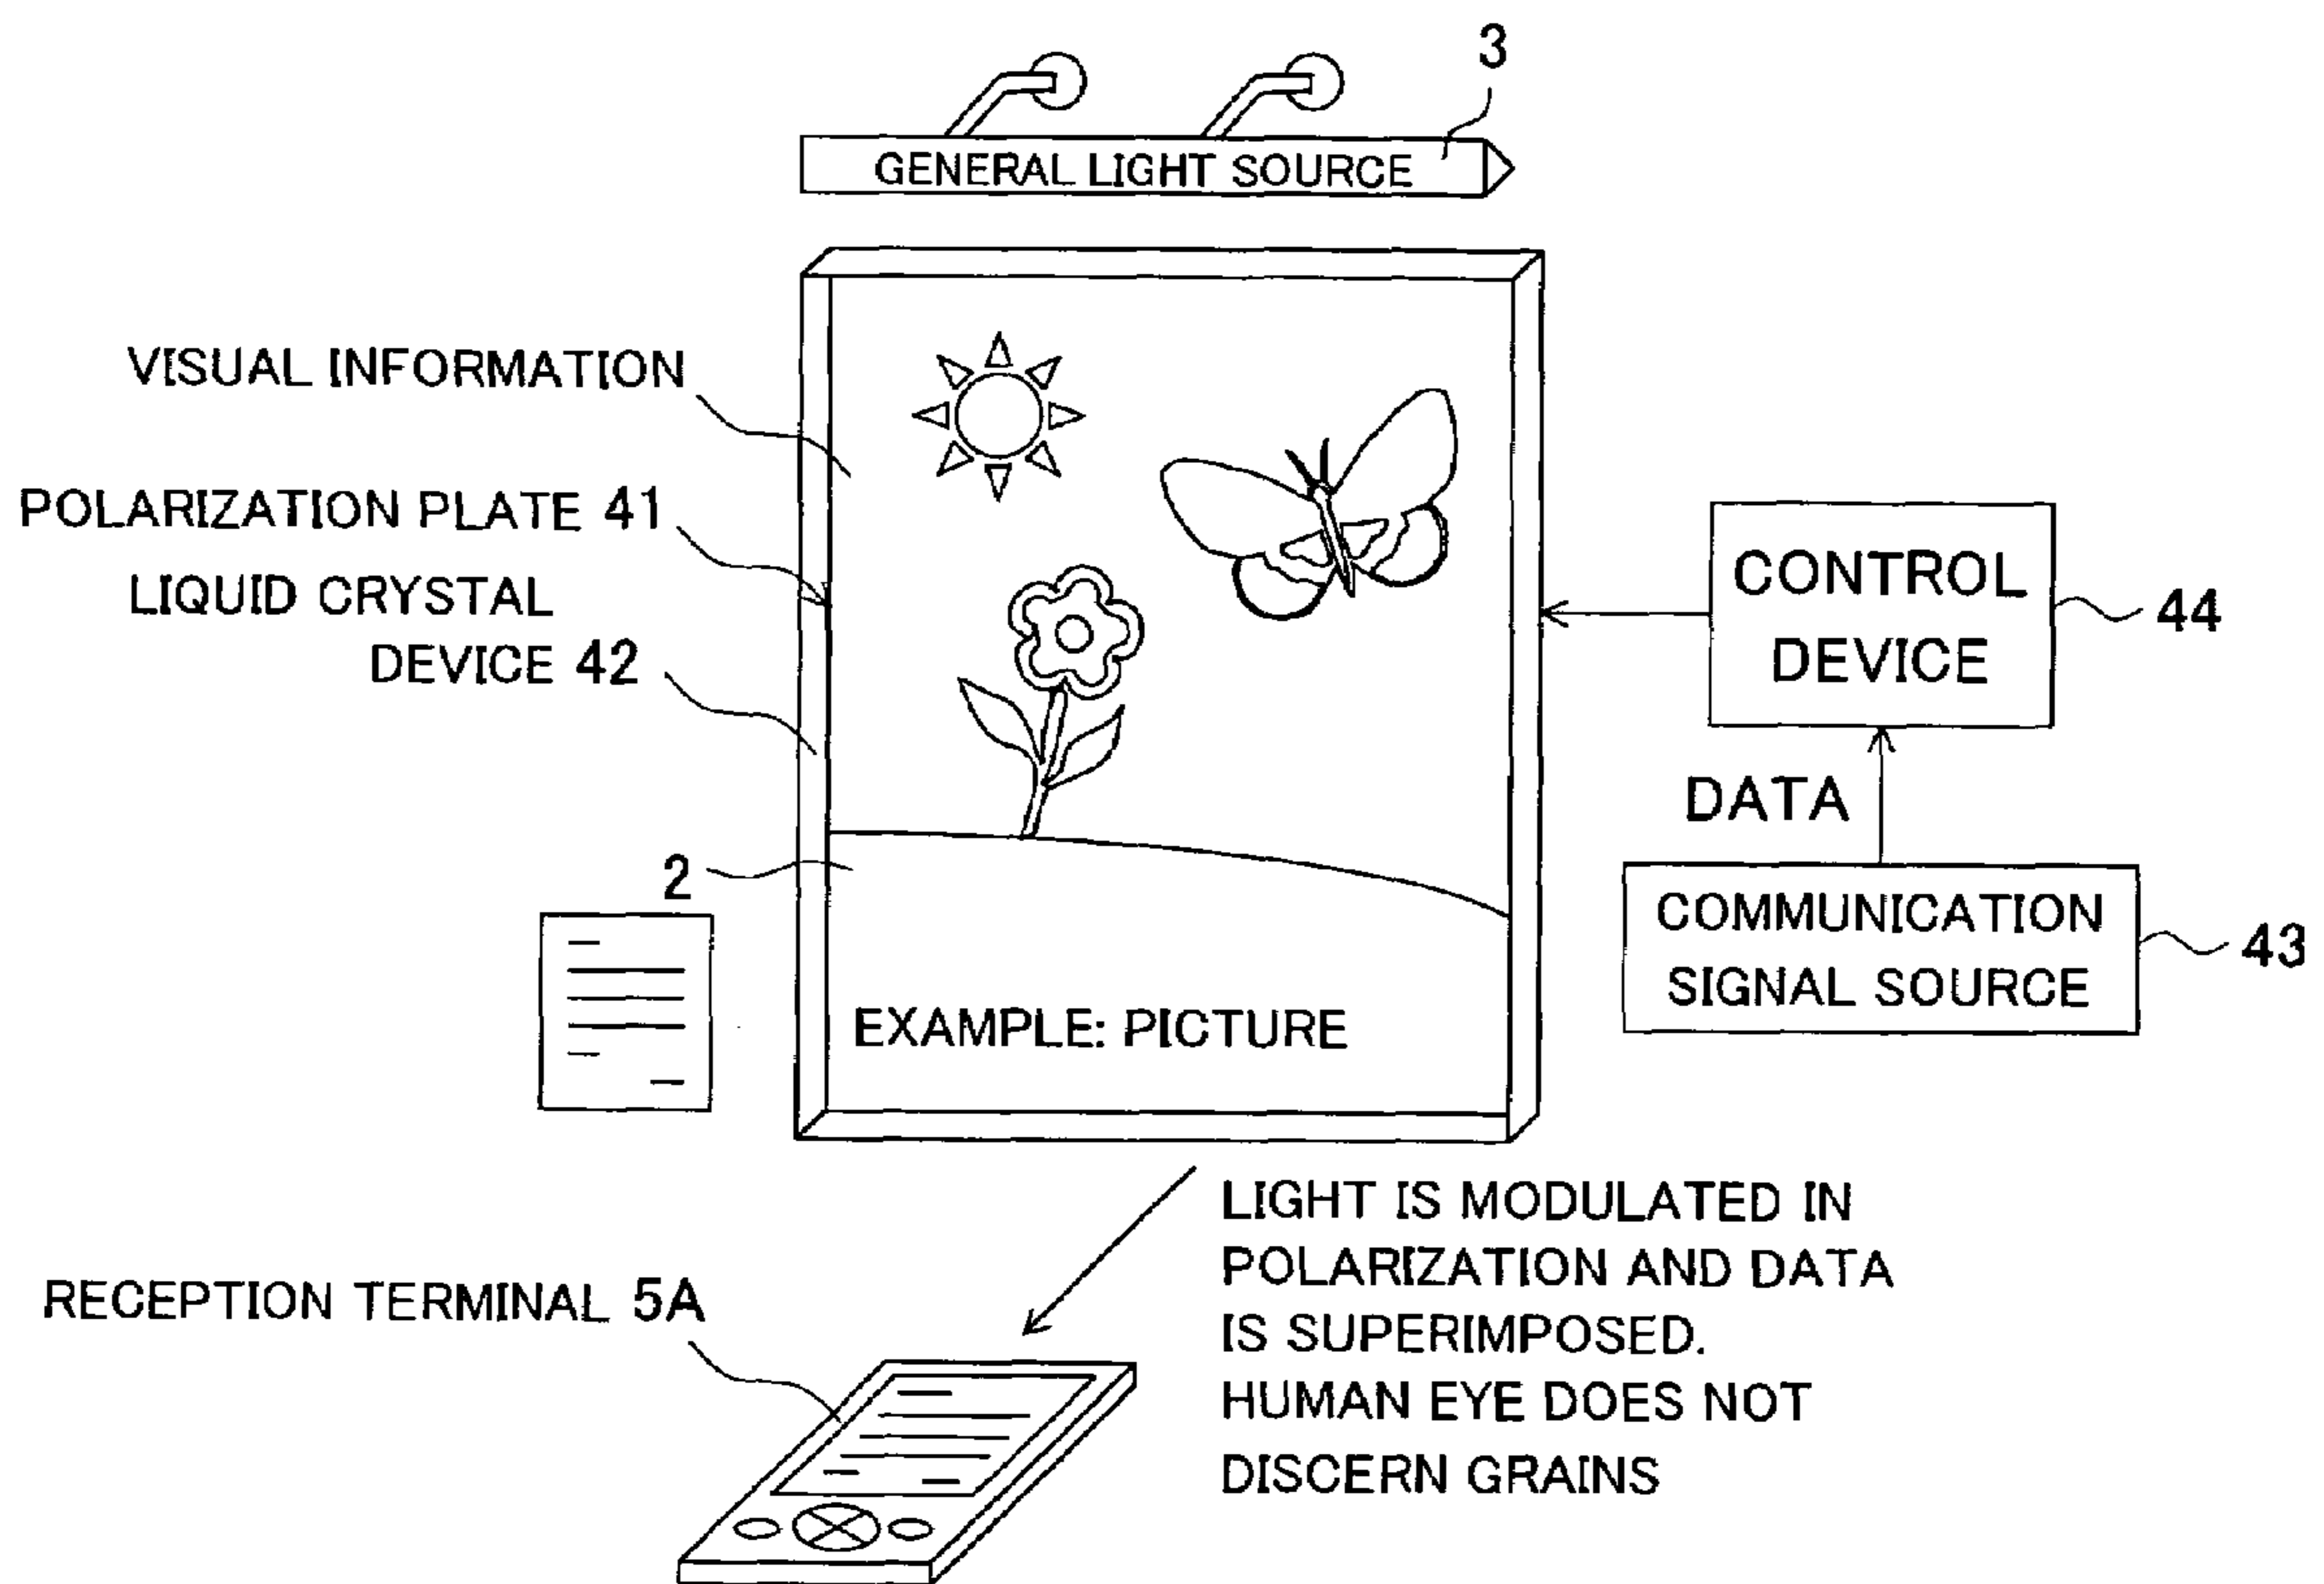 3
GENERAL LIGHT SOURCE
VISUAL INFORMATION
POLARIZATION PLATE 41
LIQUID CRYSTAL
DEVICE 42
CONTROL
DEVICE
44
DATA
2
COMMUNICATION
SIGNAL SOURCE
43
EXAMPLE: PICTURE
LIGHT IS MODULATED IN
POLARIZATION AND DATA
IS SUPERIMPOSED.
HUMAN EYE DOES NOT
DISCERN GRAINS
RECEPTION TERMINAL 5A